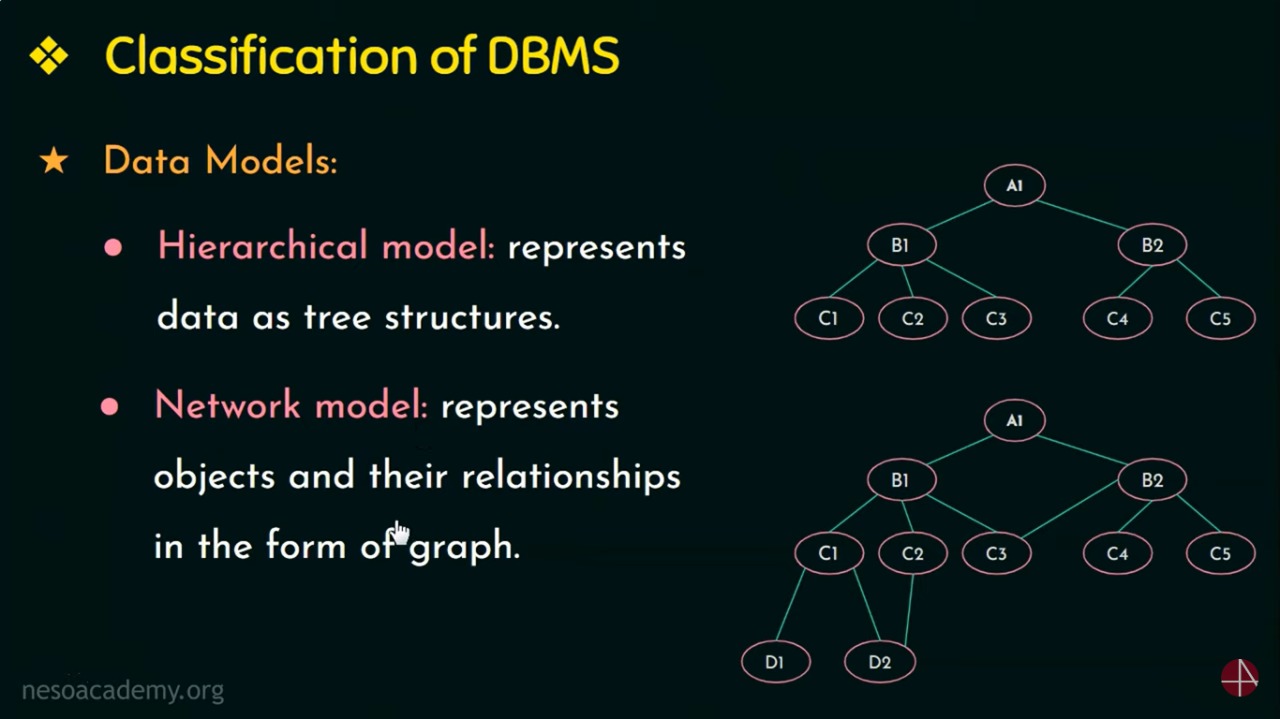 Classification of DBMS
Data Models:
Hierarchical model: represents
data as tree structures.
Network model: represents
objects and their relationships
in the form of graph.
A1
B1 B2
C1 C2 C3 C4 C5
A1
B1 B2
C1 C2 C3 C4 C5
D1 D2
nesoacademy.org